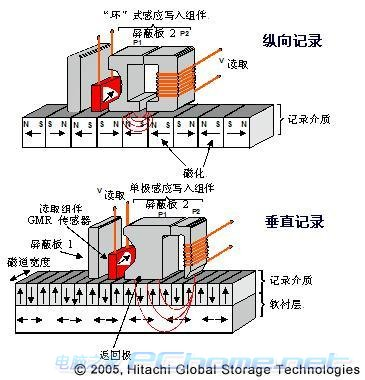 “环”式感应写入组件
屏蔽板 2
P1 P2
纵向记录
V 读取
N S S N N S S N N S S N N S S N N S
记录介质
磁化
单极感应写入组件
V 读取
屏蔽板 2
P1 P2
垂直记录
读取组件
GMR 传感器
屏蔽板 1
磁道宽度
记录介质
软衬层
返回极
© 2005, Hitachi Global Storage Technologies